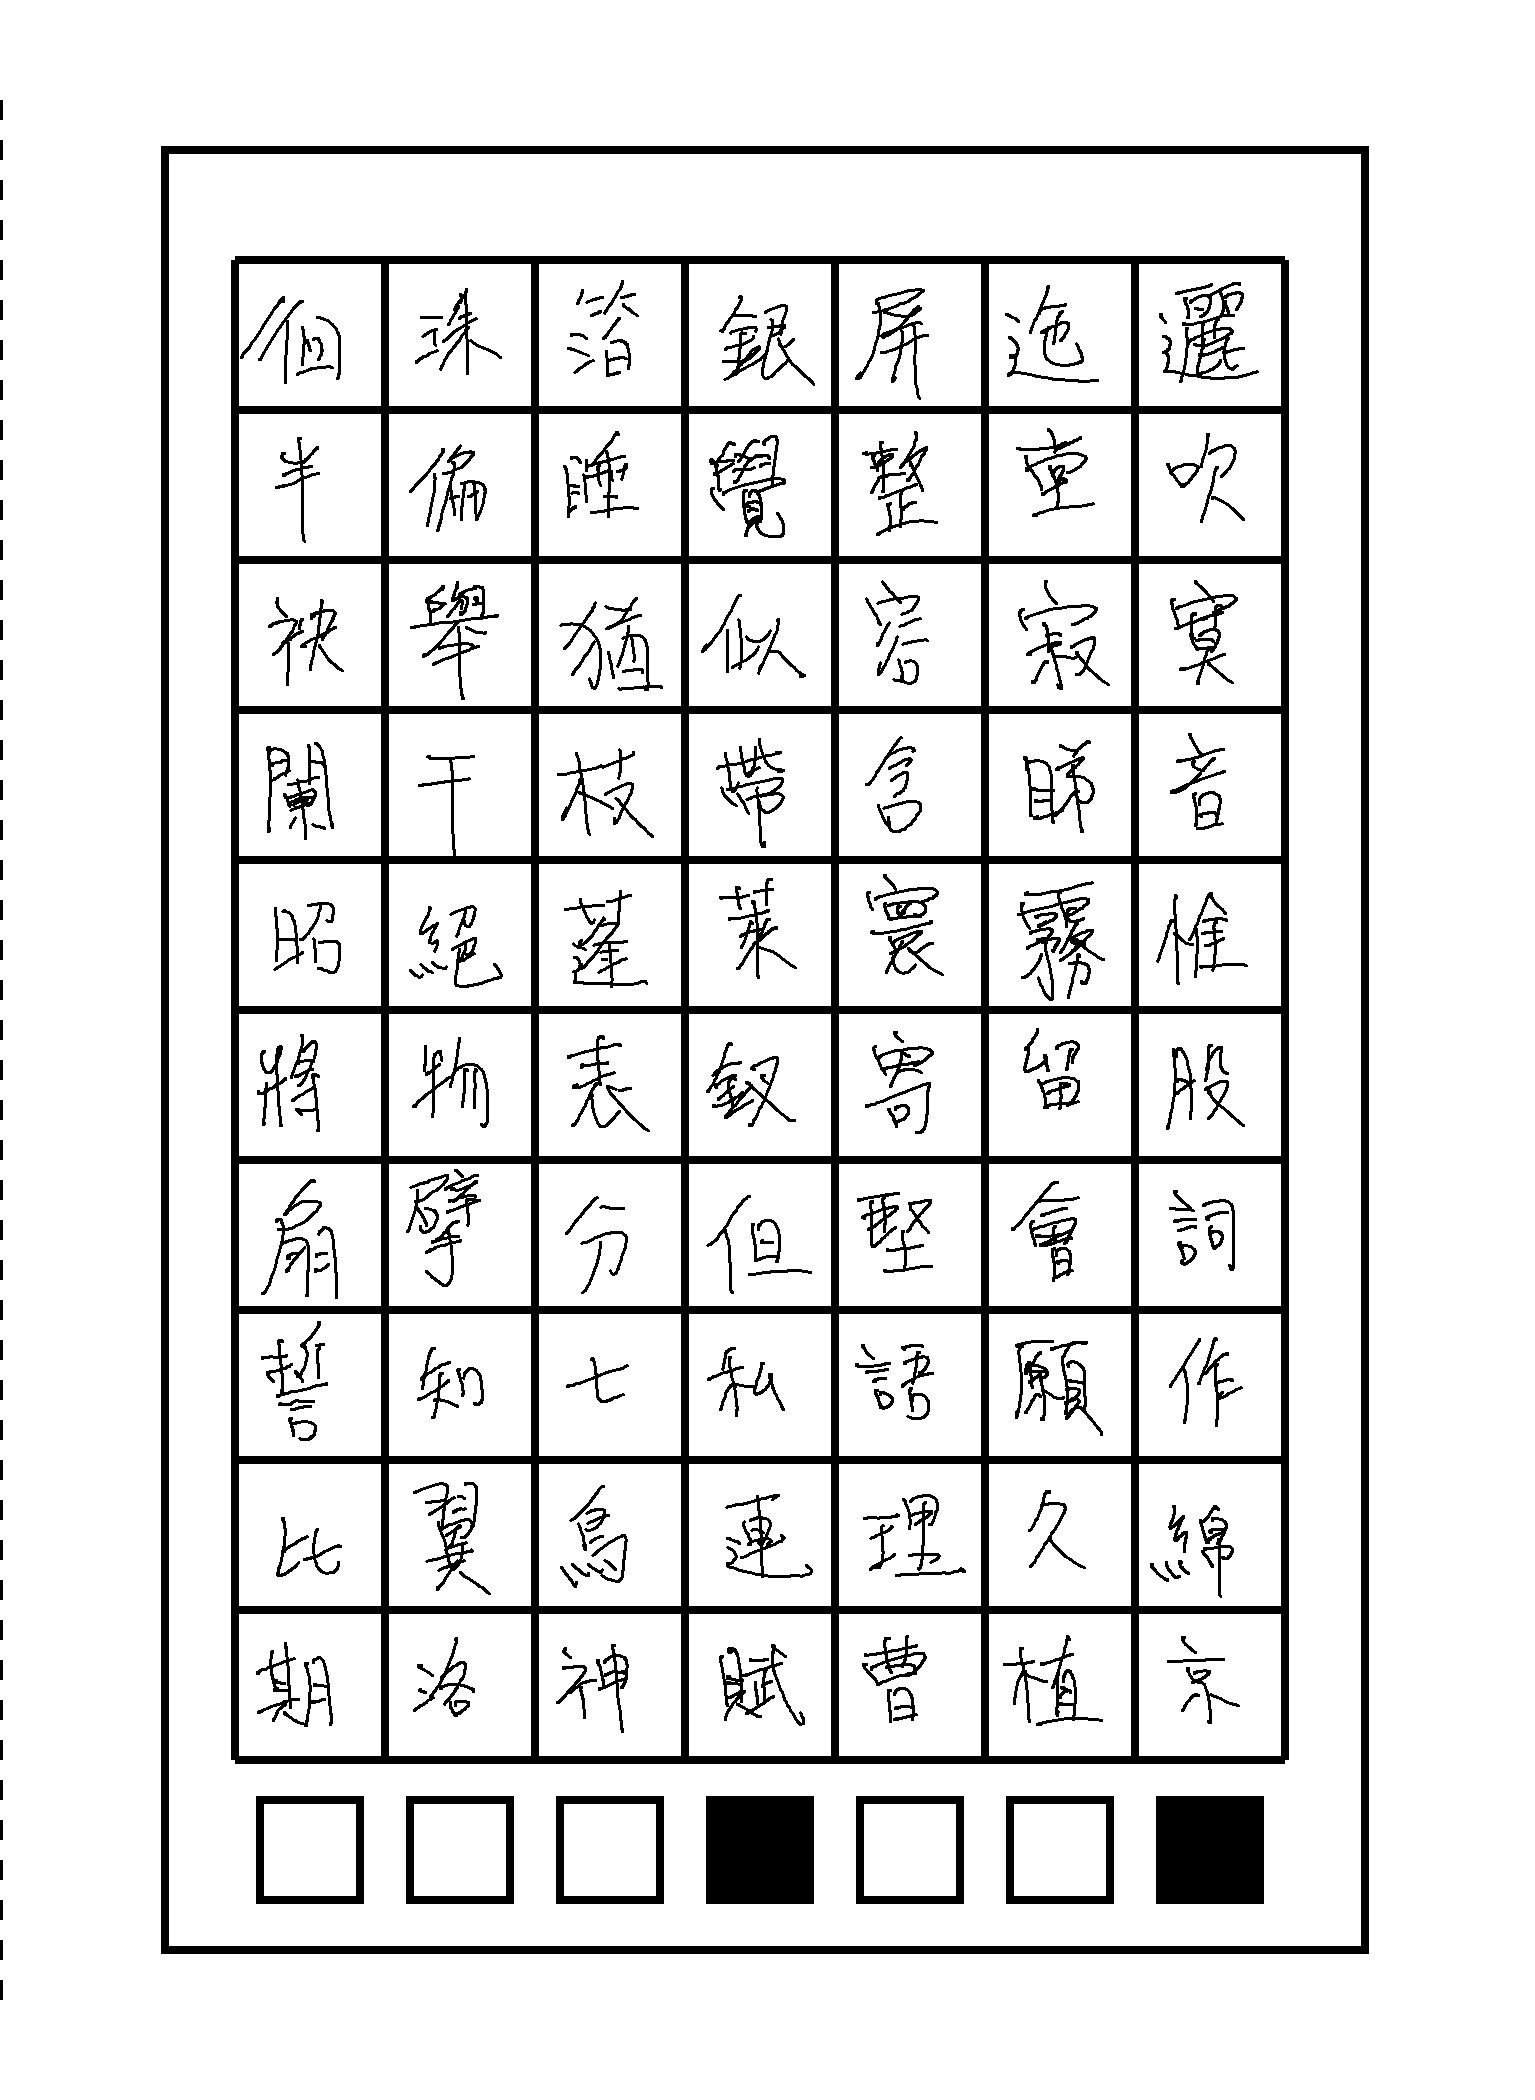 徊珠箔銀屏迤邐
半偏睡覺整堂吹
袂舉猶似容寂寞
闌干枝帶含睇音
昭絕蓬萊寰霧惟
將物表釵寄留股
扇擘分但堅會詞
誓知七私語願作
比翼鳥連理久綿
期洛神賦曹植京